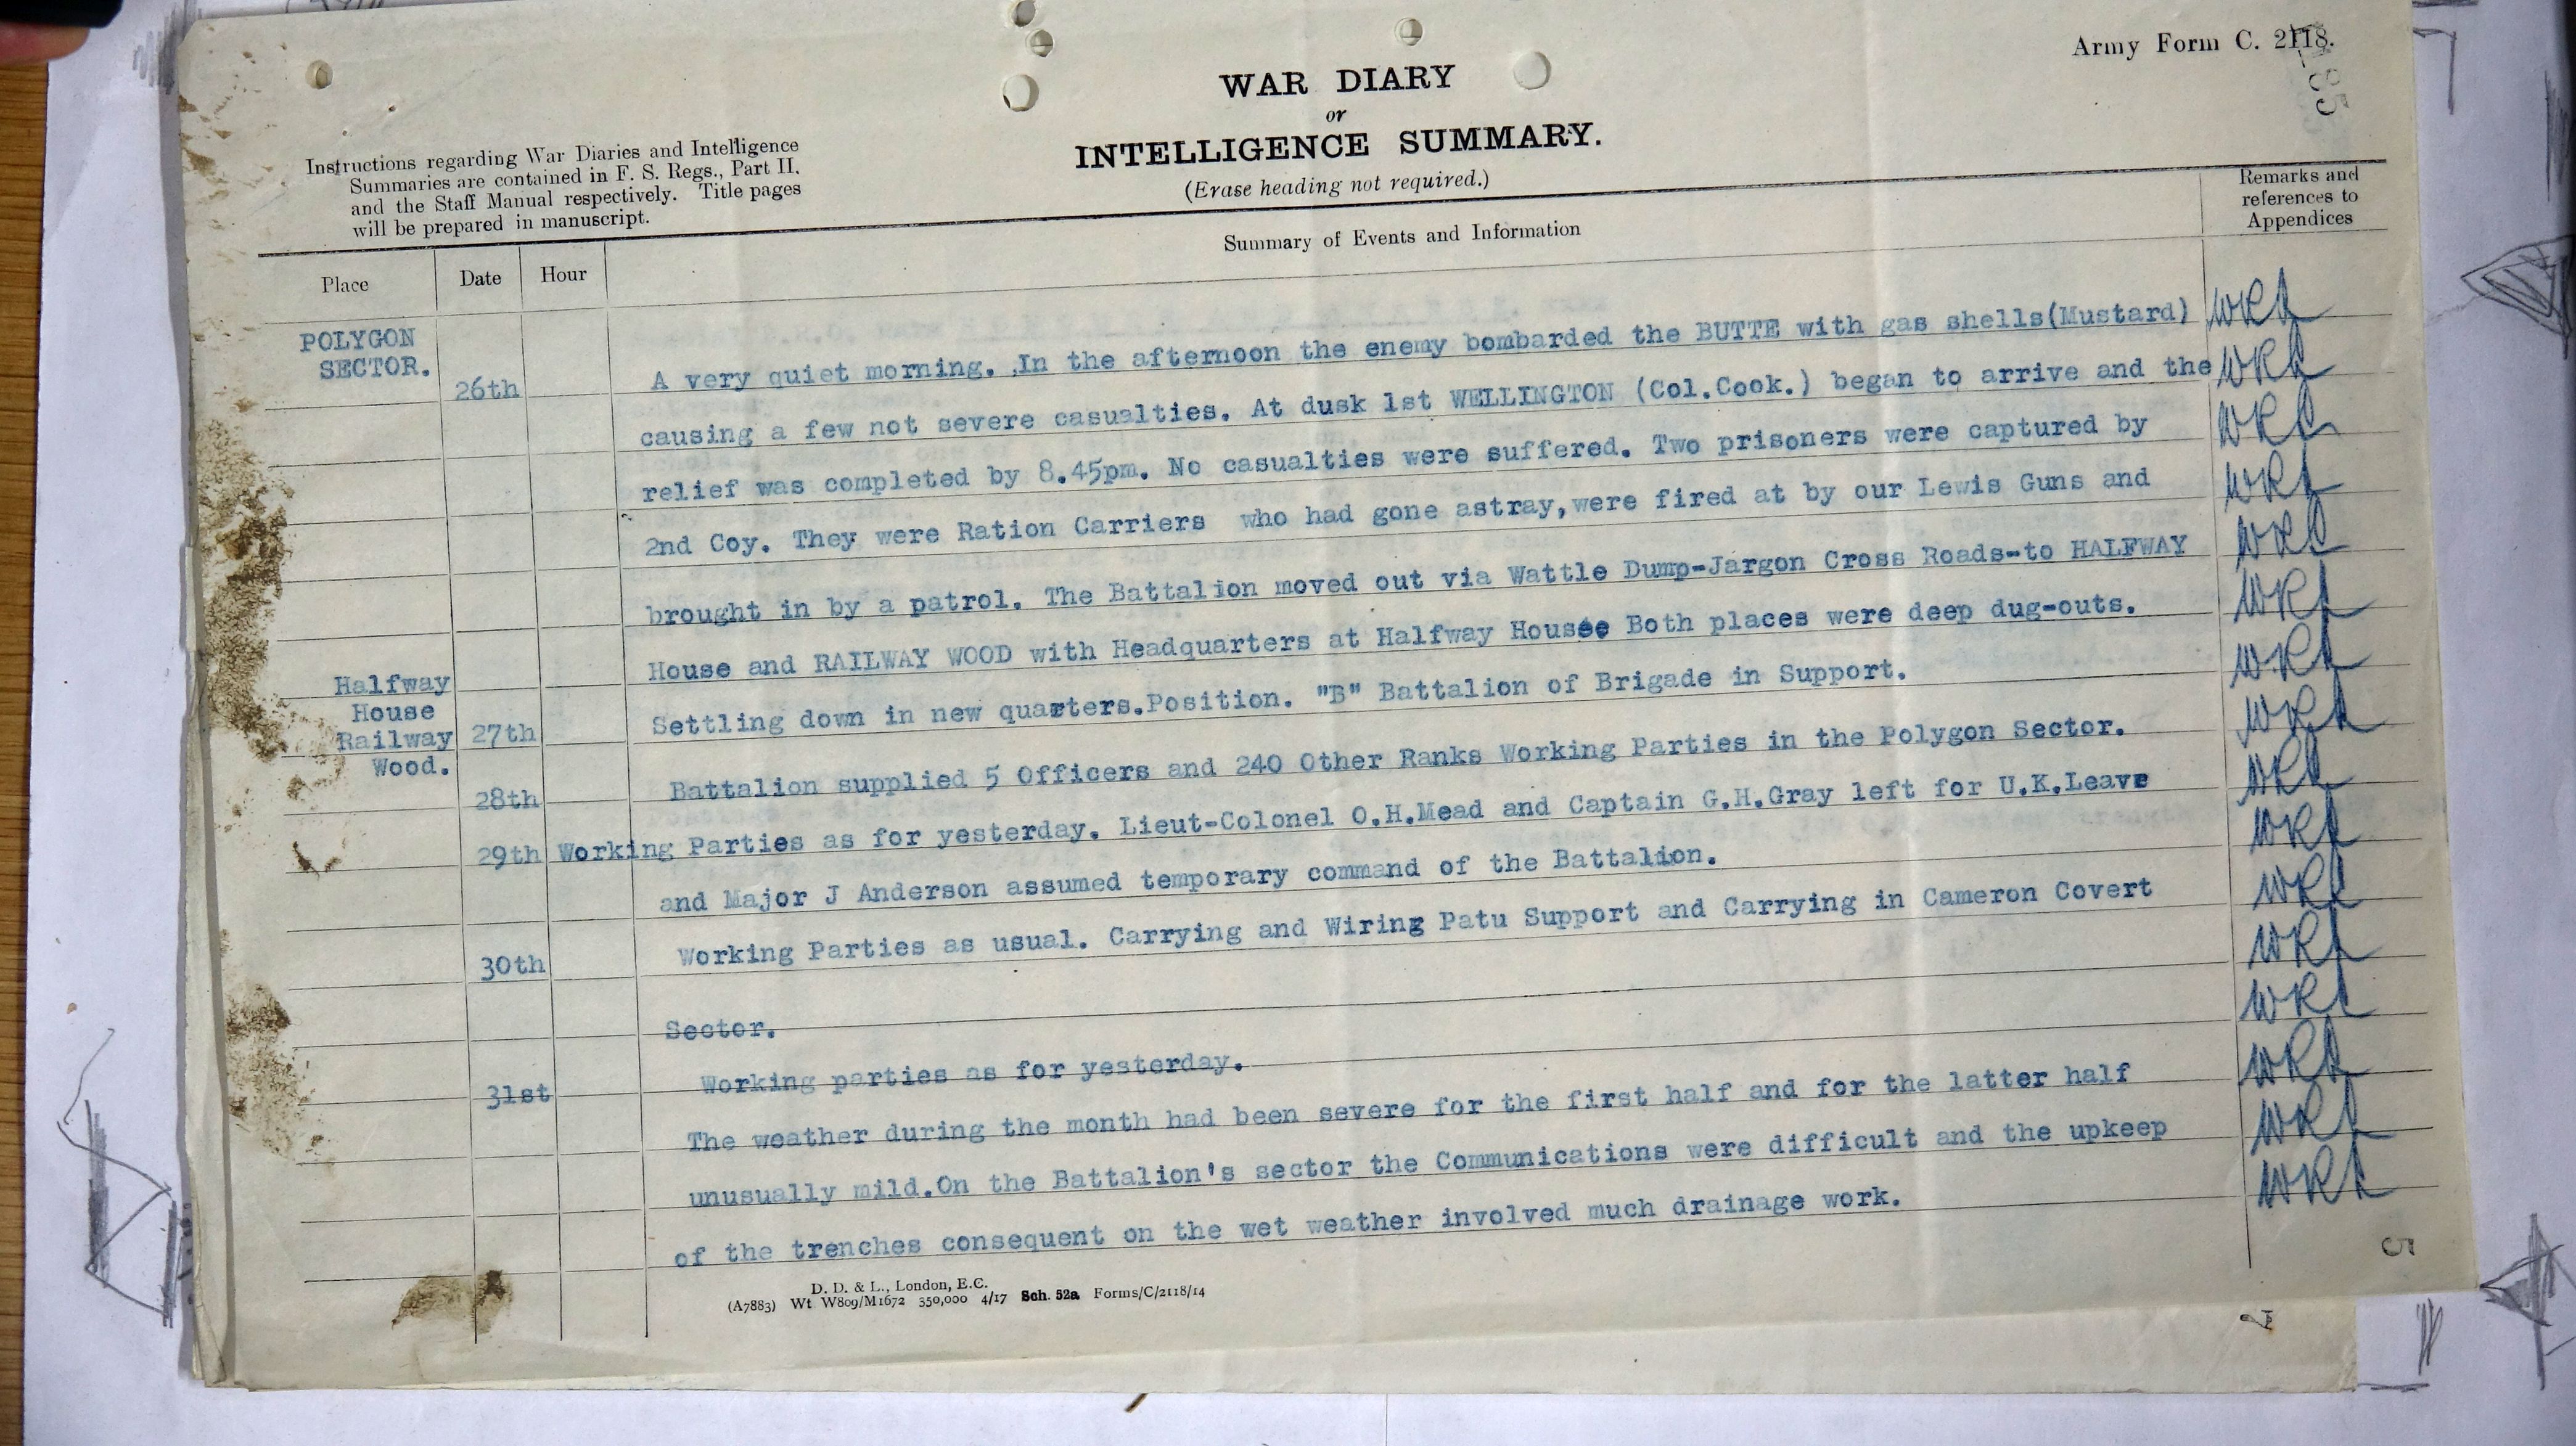 Army Form C. 2118.
WAR DIARY
or
INTELLIGENCE SUMMARY.
(Erase heading not required.)
Instructions regarding War Diaries and Intelligence
Summaries are contained in F. S. Regs., Part II.
and the Staff Manual respectively. Title pages
will be prepared in manuscript.
Place
Date
Hour
Summary of Events and Information
Remarks and
references to
Appendices
POLYGON
SECTOR.
26th
A very quiet morning. In the afternoon the enemy bombarded the BUTTE with gas shells(Mustard)
causing a few not severe casualties. At dusk 1st WELLINGTON (Col.Cook.) began to arrive and the
relief was completed by 8.45pm. No casualties were suffered. Two prisoners were captured by
2nd Coy. They were Ration Carriers who had gone astray,were fired at by our Lewis Guns and
brought in by a patrol. The Battalion moved out via Wattle Dump-Jargon Cross Roads-to HALFWAY
House and RAILWAY WOOD with Headquarters at Halfway House Both places were deep dug-outs.
Halfway
House
Railway
Wood.
27th
Settling down in new quarters.Position. "B" Battalion of Brigade in Support.
28th
Battalion supplied 5 Officers and 240 Other Ranks Working Parties in the Polygon Sector.
29th Working Parties as for yesterday. Lieut-Colonel O.H.Mead and Captain G.H.Gray left for U.K.Leave
and Major J Anderson assumed temporary command of the Battalion.
30th
Working Parties as usual. Carrying and Wiring Patu Support and Carrying in Cameron Covert
Sector.
31st
Working parties as for yesterday.
The weather during the month had been severe for the first half and for the latter half
unusually mild.On the Battalion's sector the Communications were difficult and the upkeep
of the trenches consequent on the wet weather involved much drainage work.
D. D. & L., London, E.C.
(A7883) Wt W809/M1672 350,000 4/17 Sch. 52a Forms/C/2118/14
5